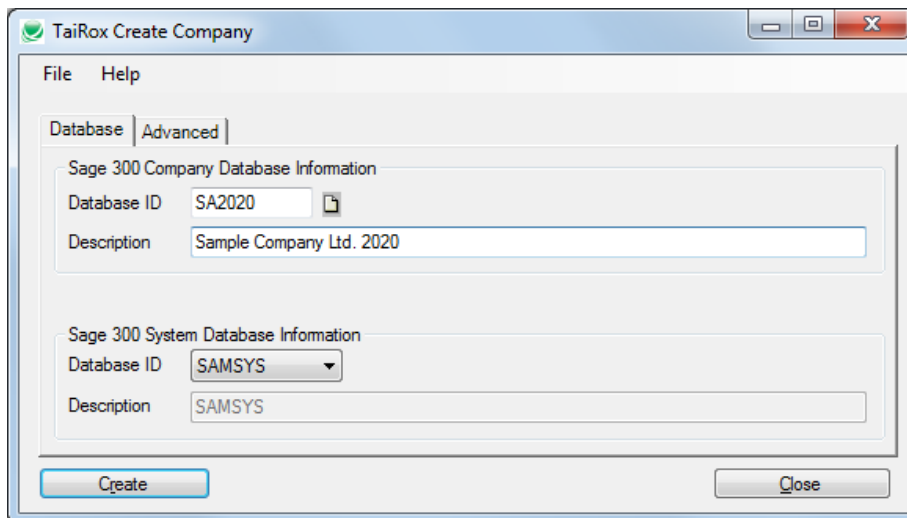 TaiRox Create Company
File Help
Database Advanced
Sage 300 Company Database Information
Database ID SA2020
Description Sample Company Ltd. 2020
Sage 300 System Database Information
Database ID SAMSYS
Description SAMSYS
Create Close